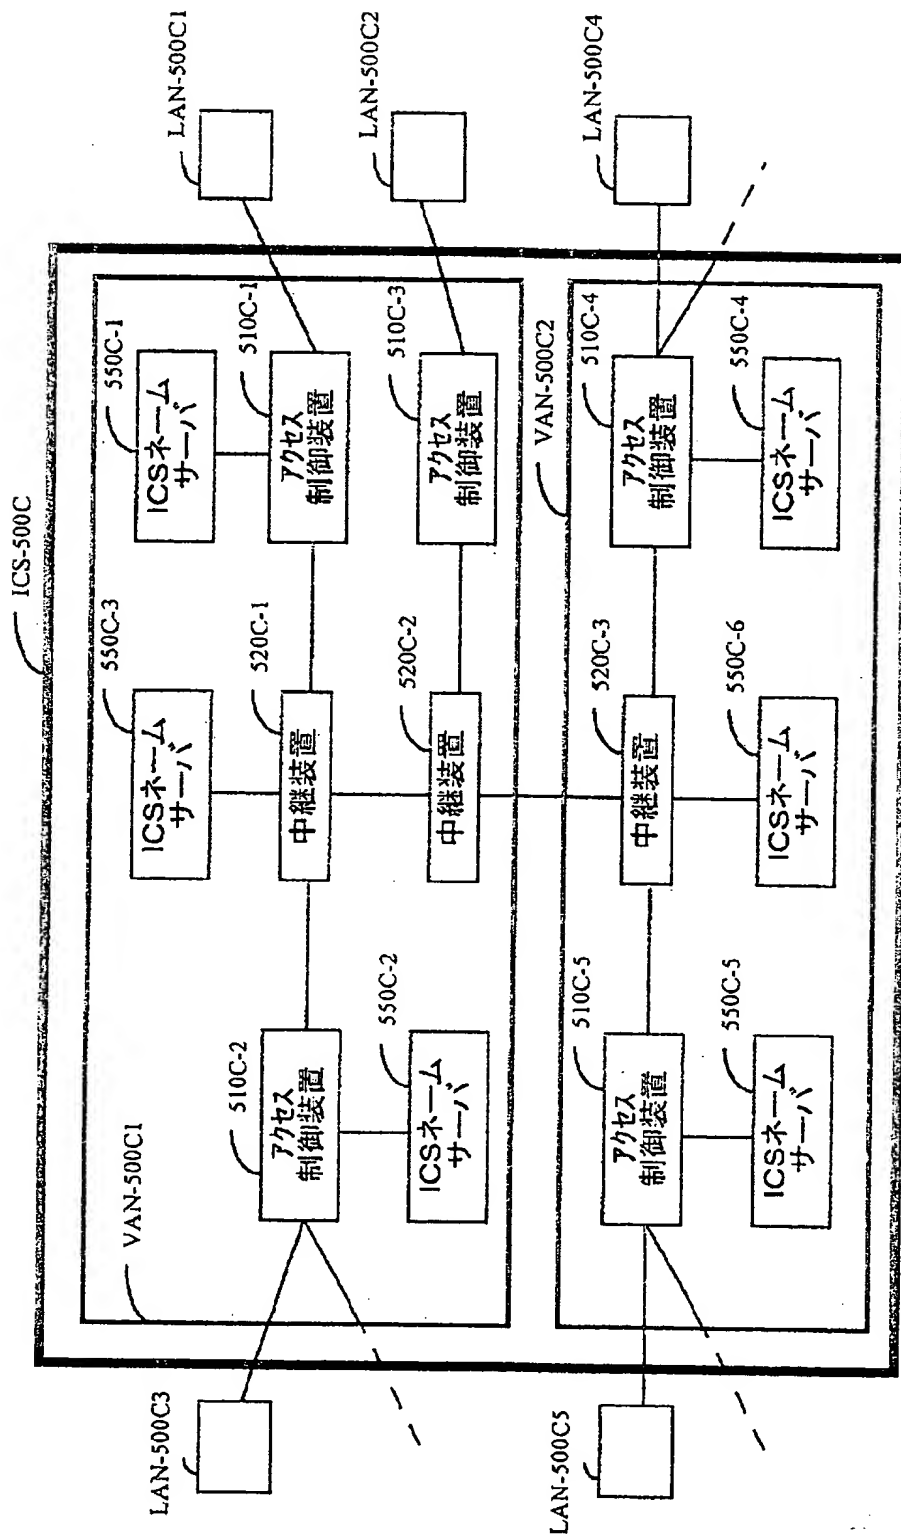 ICS-500C
VAN-500C1
550C-3
550C-1
ICSネーム
サーバ
ICSネーム
サーバ
LAN-500C3
LAN-500C1
510C-2
520C-1
510C-1
アクセス
制御装置
中継装置
アクセス
制御装置
LAN-500C2
550C-2
520C-2
510C-3
ICSネーム
サーバ
中継装置
アクセス
制御装置
VAN-500C2
LAN-500C5
LAN-500C4
510C-5
520C-3
510C-4
アクセス
制御装置
中継装置
アクセス
制御装置
550C-5
550C-6
550C-4
ICSネーム
サーバ
ICSネーム
サーバ
ICSネーム
サーバ